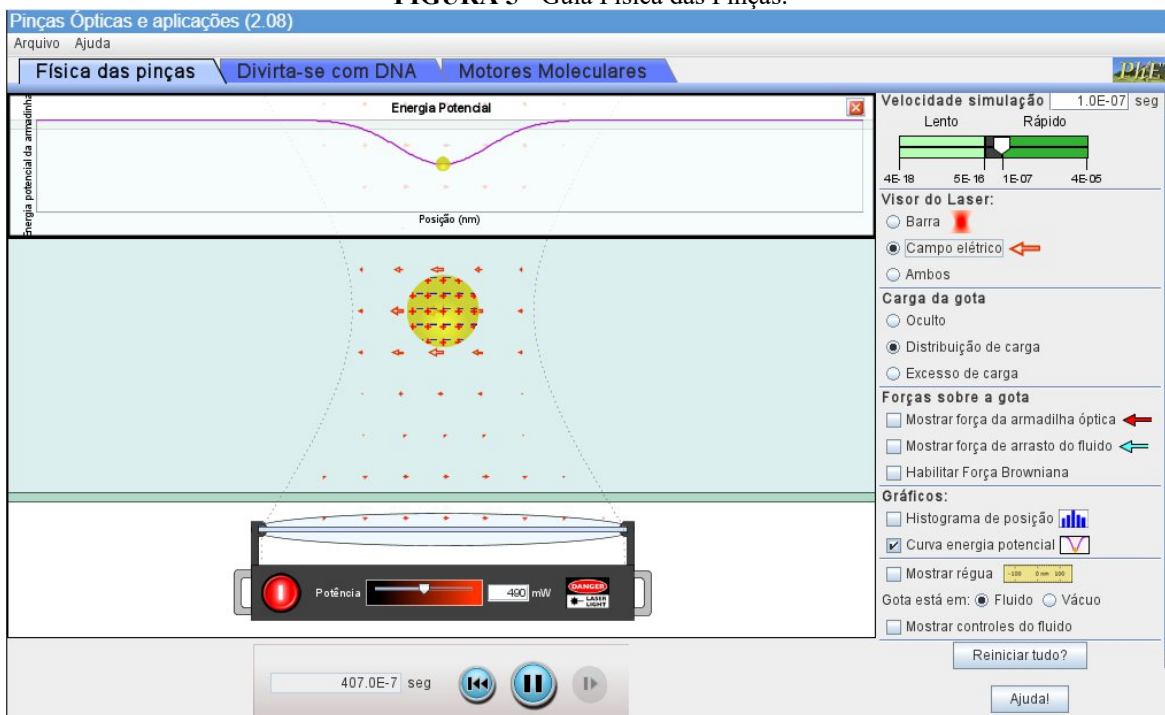 FIGURA 3 - Guia Física das Pinças.
Pinças Ópticas e aplicações (2.08)
Arquivo Ajuda
Física das pinças Divirta-se com DNA Motores Moleculares
PhET
Energia Potencial
Energia potencial da armadinha
Posição (nm)
Potência 490 mW
DANGER
LASER
LIGHT
407.0E-7 seg
Velocidade simulação 1.0E-07 seg
Lento Rápido
4E-18 5E-16 1E-07 4E-05
Visor do Laser:
Barra
Campo elétrico
Ambos
Carga da gota
Oculto
Distribuição de carga
Excesso de carga
Forças sobre a gota
Mostrar força da armadilha óptica
Mostrar força de arrasto do fluido
Habilitar Força Browniana
Gráficos:
Histograma de posição
Curva energia potencial
Mostrar régua -100 0 nm 100
Gota está em: Fluido Vácuo
Mostrar controles do fluido
Reiniciar tudo?
Ajuda!